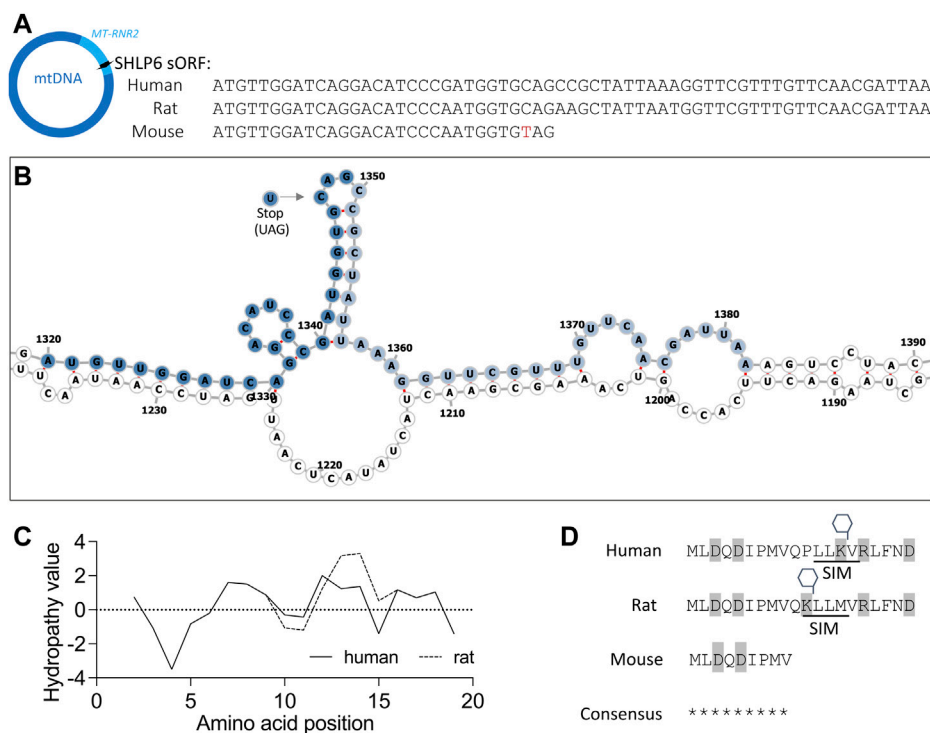 A
MT-RNR2
mtDNA
SHLP6 sORF:
Human ATGTTGGATCAGGACATCCCGATGGTGCAGCCGCTATTAAAGGTTCGTTTGTTCAACGATTAA
Rat ATGTTGGATCAGGACATCCCAATGGTGCAGAAGCTATTAATGGTTCGTTTGTTCAACGATTAA
Mouse ATGTTGGATCAGGACATCCCAATGGTGTAG
B
U
Stop
(UAG)
1350
1320
1340
1360
1370
1380
1390
GAUGUUGGAUCAGGACAUCCCGAUGGUGCAGCCGCUAUUAAAGGUUCGUUUGUUCAACGAUUAAAGUCCUAC
1230
1330
1220
1210
1200
1190
C
Hydropathy value
4
2
0
-2
-4
human
rat
0 5 10 15 20
Amino acid position
D
Human MLDQDIPMVQPLLKVRLFND
SIM
Rat MLDQDIPMVQKLLMVRLFND
SIM
Mouse MLDQDIPMV
Consensus *********